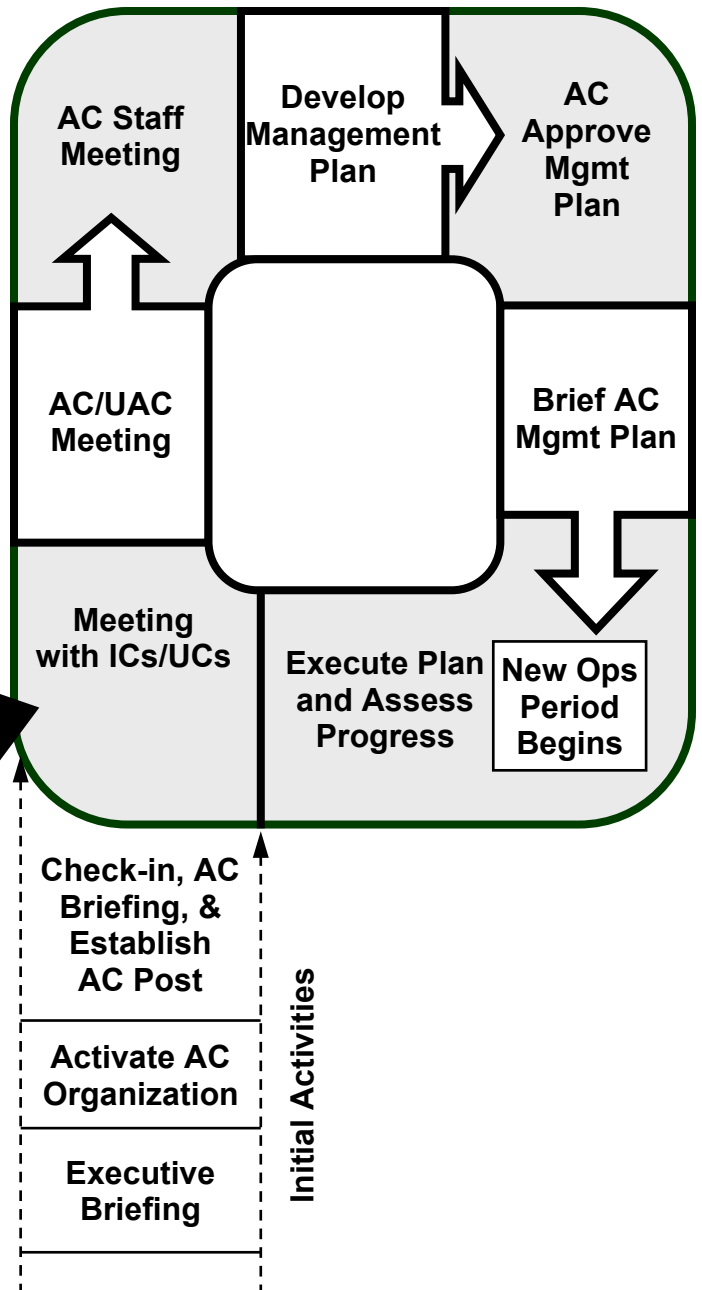 AC Staff
Meeting
Develop
Management
Plan
AC
Approve
Mgmt
Plan
AC/UAC
Meeting
Brief AC
Mgmt Plan
Meeting
with ICs/UCs
Execute Plan
and Assess
Progress
New Ops
Period
Begins
Check-in, AC
Briefing, &
Establish
AC Post
Activate AC
Organization
Executive
Briefing
Initial Activities